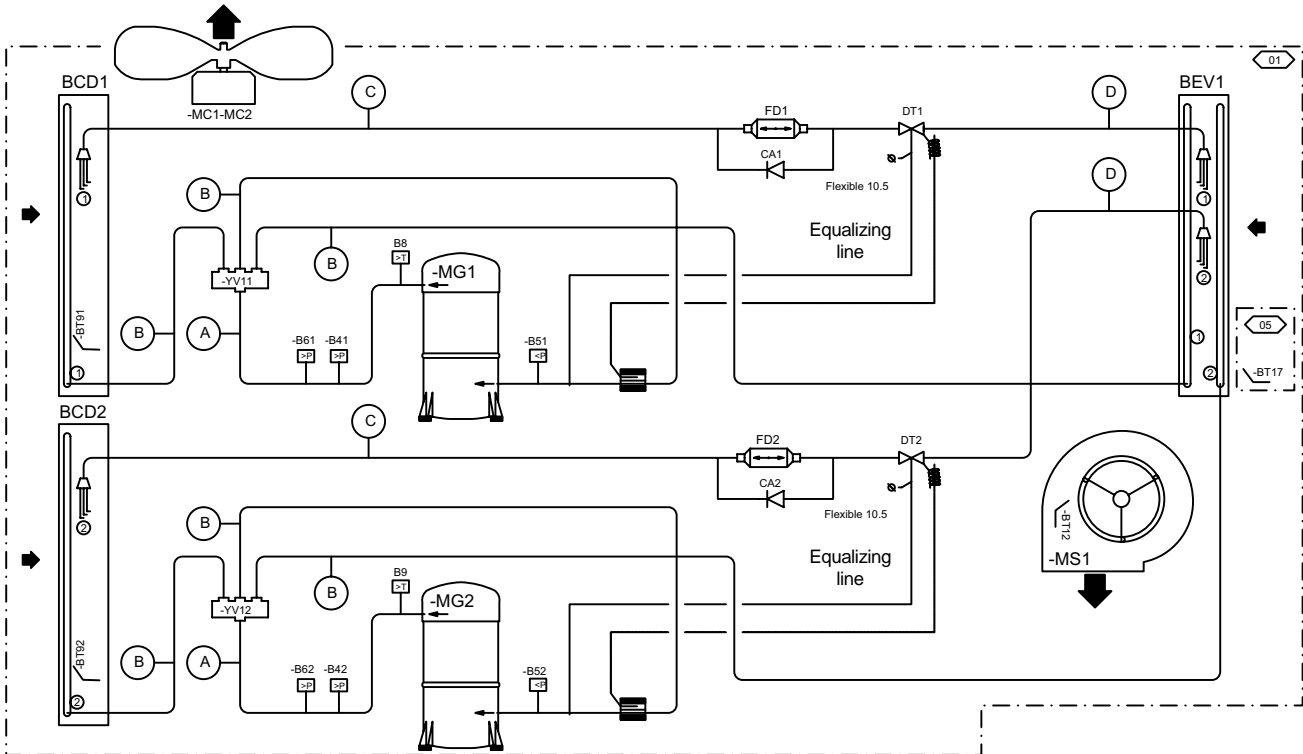 01
BCD1
-MC1-MC2
C
FD1
DT1
D
BEV1
CA1
Flexible 10.5
1
B
D
1
Equalizing
line
B
B8
>T
-MG1
2
-YV11
-BT91
B
A
-B61
>P
-B41
>P
-B51
<P
05
1
-BT17
1
2
BCD2
C
FD2
DT2
CA2
Flexible 10.5
2
B
-BT12
-MS1
Equalizing
line
B
B9
>T
-MG2
-YV12
-BT92
B
A
-B62
>P
-B42
>P
-B52
<P
2